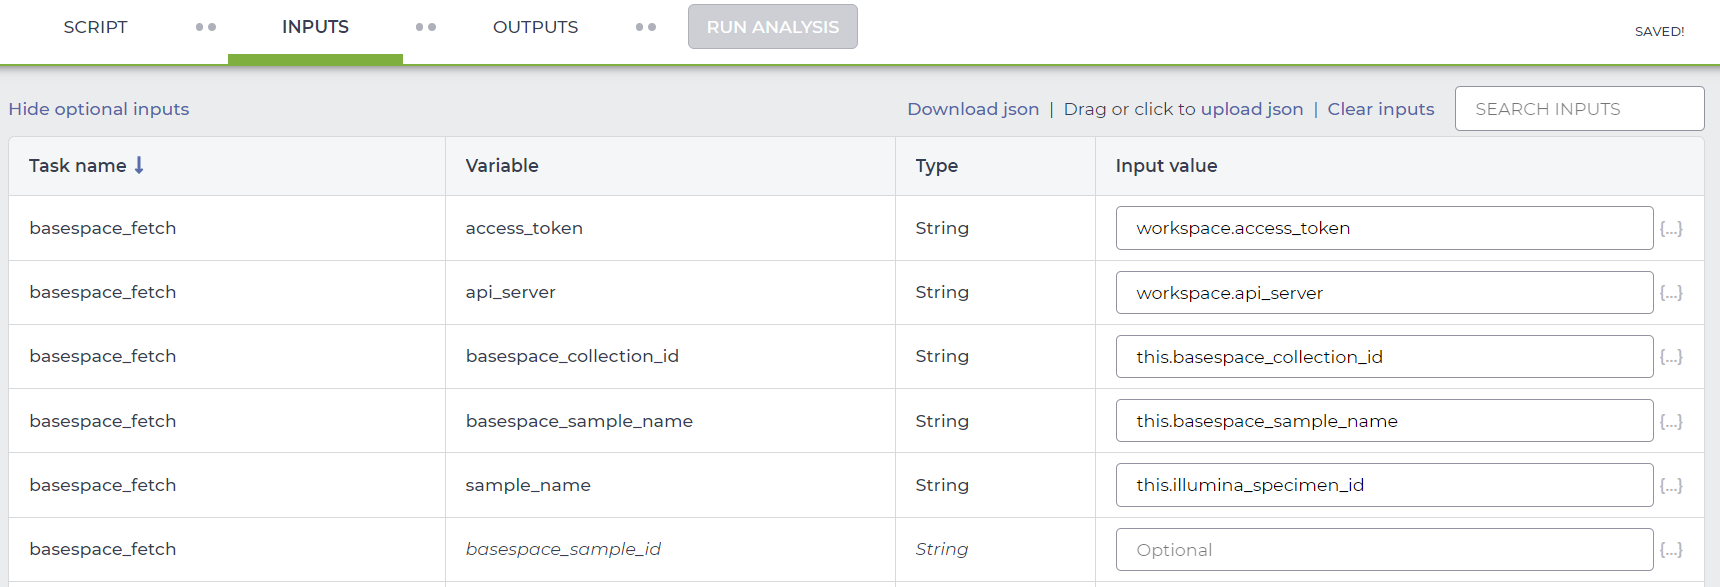 SCRIPT INPUTS OUTPUTS RUN ANALYSIS SAVED!
Hide optional inputs Download json | Drag or click to upload json | Clear inputs SEARCH INPUTS
Task name ↓ Variable Type Input value
basespace_fetch access_token String workspace.access_token {...}
basespace_fetch api_server String workspace.api_server {...}
basespace_fetch basespace_collection_id String this.basespace_collection_id {...}
basespace_fetch basespace_sample_name String this.basespace_sample_name {...}
basespace_fetch sample_name String this.illumina_specimen_id {...}
basespace_fetch basespace_sample_id String Optional {...}